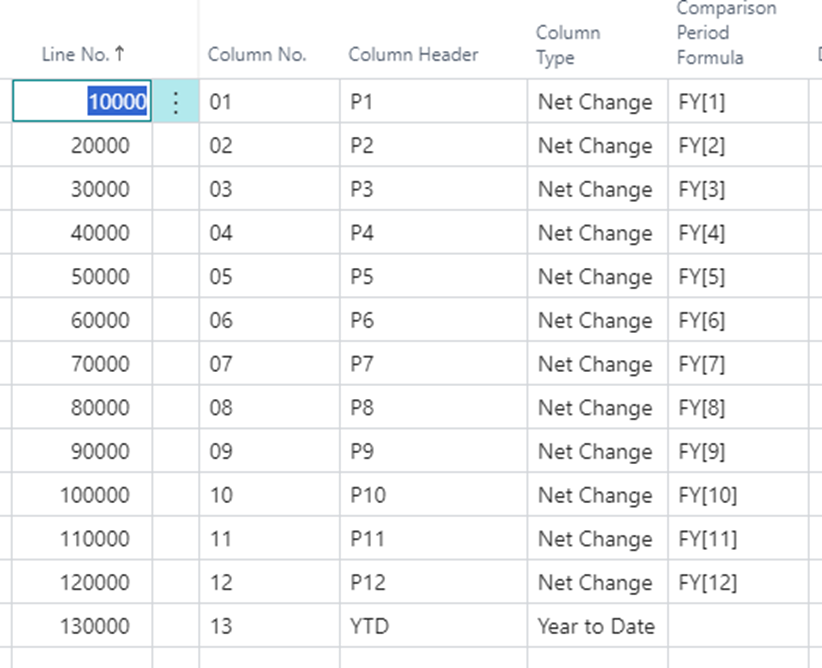 Line No.↑ Column No. Column Header Column Type Comparison Period Formula
10000 ⋮ 01 P1 Net Change FY[1]
20000 02 P2 Net Change FY[2]
30000 03 P3 Net Change FY[3]
40000 04 P4 Net Change FY[4]
50000 05 P5 Net Change FY[5]
60000 06 P6 Net Change FY[6]
70000 07 P7 Net Change FY[7]
80000 08 P8 Net Change FY[8]
90000 09 P9 Net Change FY[9]
100000 10 P10 Net Change FY[10]
110000 11 P11 Net Change FY[11]
120000 12 P12 Net Change FY[12]
130000 13 YTD Year to Date